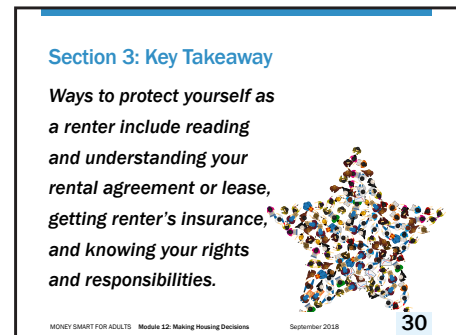 Section 3: Key Takeaway
Ways to protect yourself as
a renter include reading
and understanding your
rental agreement or lease,
getting renter's insurance,
and knowing your rights
and responsibilities.
MONEY SMART FOR ADULTS Module 12: Making Housing Decisions September 2018 30